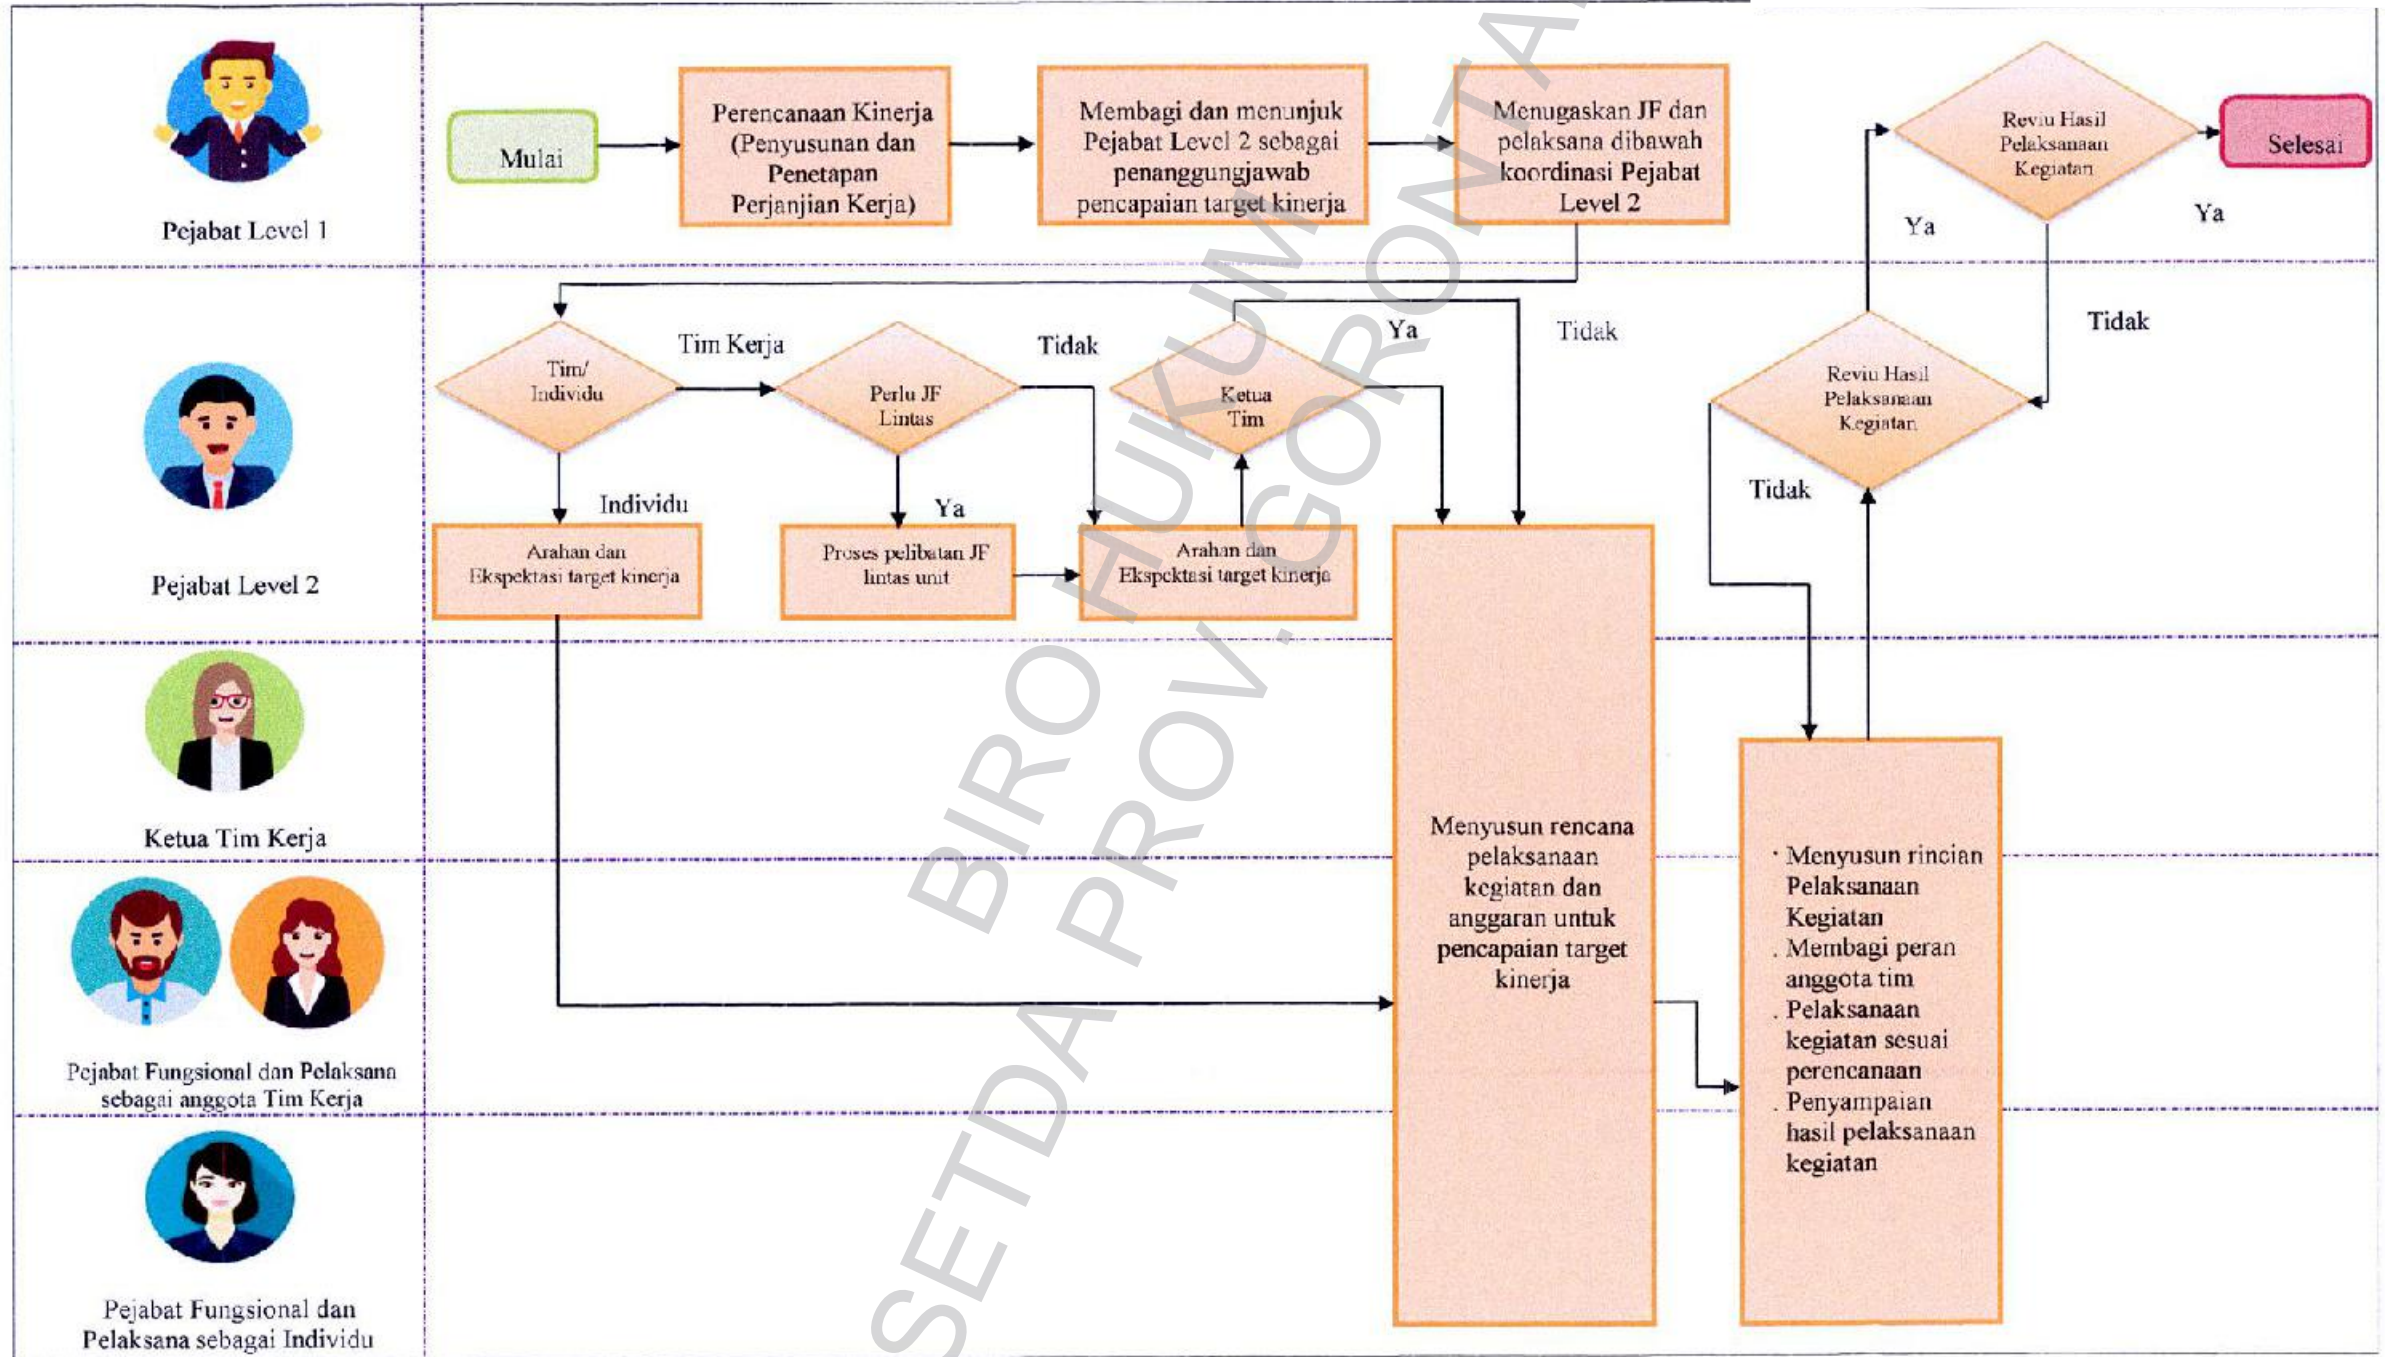 Pejabat Level 1
Mulai
Perencanaan Kinerja
(Penyusunan dan
Penetapan
Perjanjian Kerja)
Membagi dan menunjuk
Pejabat Level 2 sebagai
penanggungjawab
pencapaian target kinerja
Menugaskan JF dan
pelaksana dibawah
koordinasi Pejabat
Level 2
Reviu Hasil
Pelaksanaan
Kegiatan
Selesai
Ya
Ya
Pejabat Level 2
Tim/
Individu
Tim Kerja
Perlu JF
Lintas
Tidak
Ketua
Tim
Ya
Tidak
Reviu Hasil
Pelaksanaan
Kegiatan
Tidak
Tidak
Individu
Ya
Arahan dan
Ekspektasi target kinerja
Proses pelibatan JF
lintas unit
Arahan dan
Ekspektasi target kinerja
Ketua Tim Kerja
Menyusun rencana
pelaksanaan
kegiatan dan
anggaran untuk
pencapaian target
kinerja
· Menyusun rincian
Pelaksanaan
Kegiatan
. Membagi peran
anggota tim
. Pelaksanaan
kegiatan sesuai
perencanaan
. Penyampaian
hasil pelaksanaan
kegiatan
Pejabat Fungsional dan Pelaksana
sebagai anggota Tim Kerja
Pejabat Fungsional dan
Pelaksana sebagai Individu
BIRO HUKUM
SETDA PROV. GORONTA